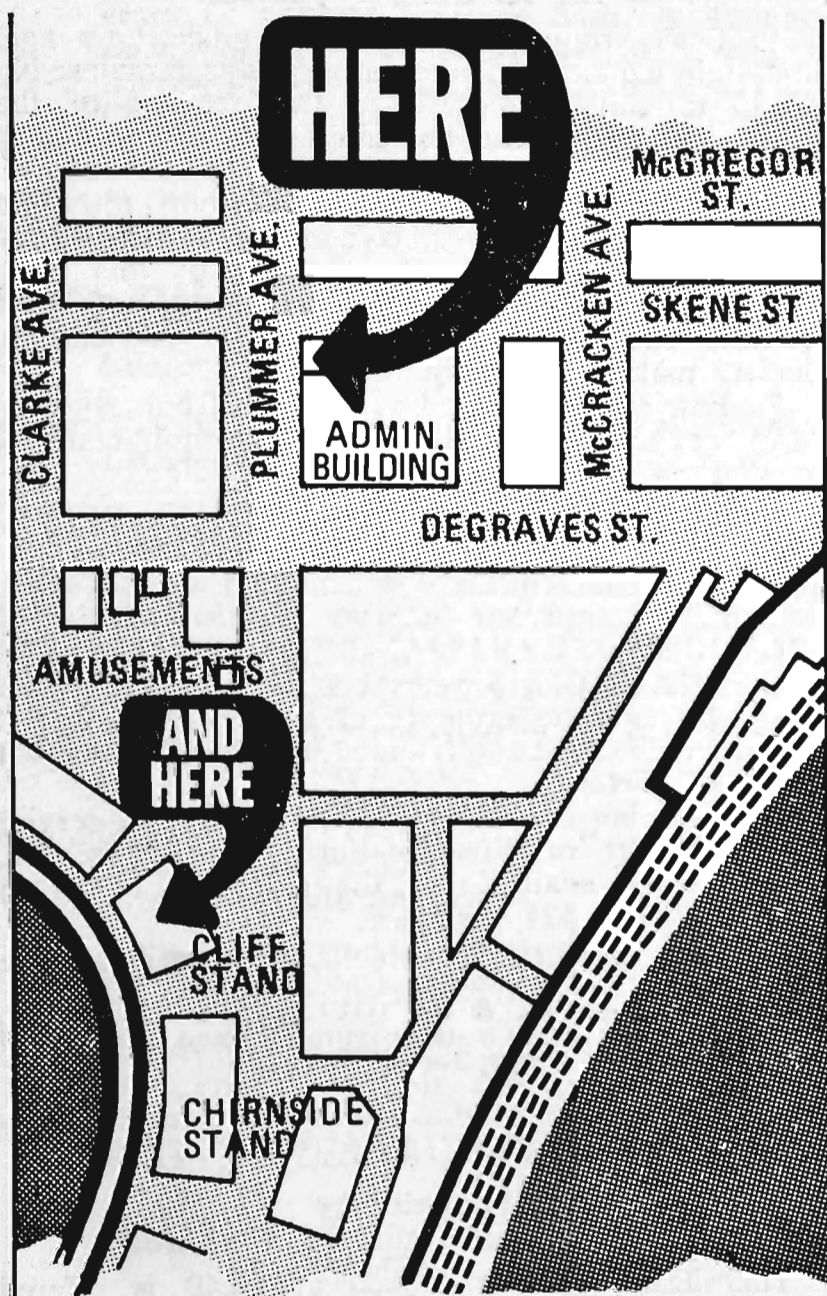 HERE
McGREGOR
ST.
CLARKE AVE.
PLUMMER AVE.
McCRACKEN AVE.
SKENE ST
ADMIN.
BUILDING
DEGRAVES ST.
AMUSEMENTS
AND
HERE
CLIFF
STAND
CHIRNSIDE
STAND